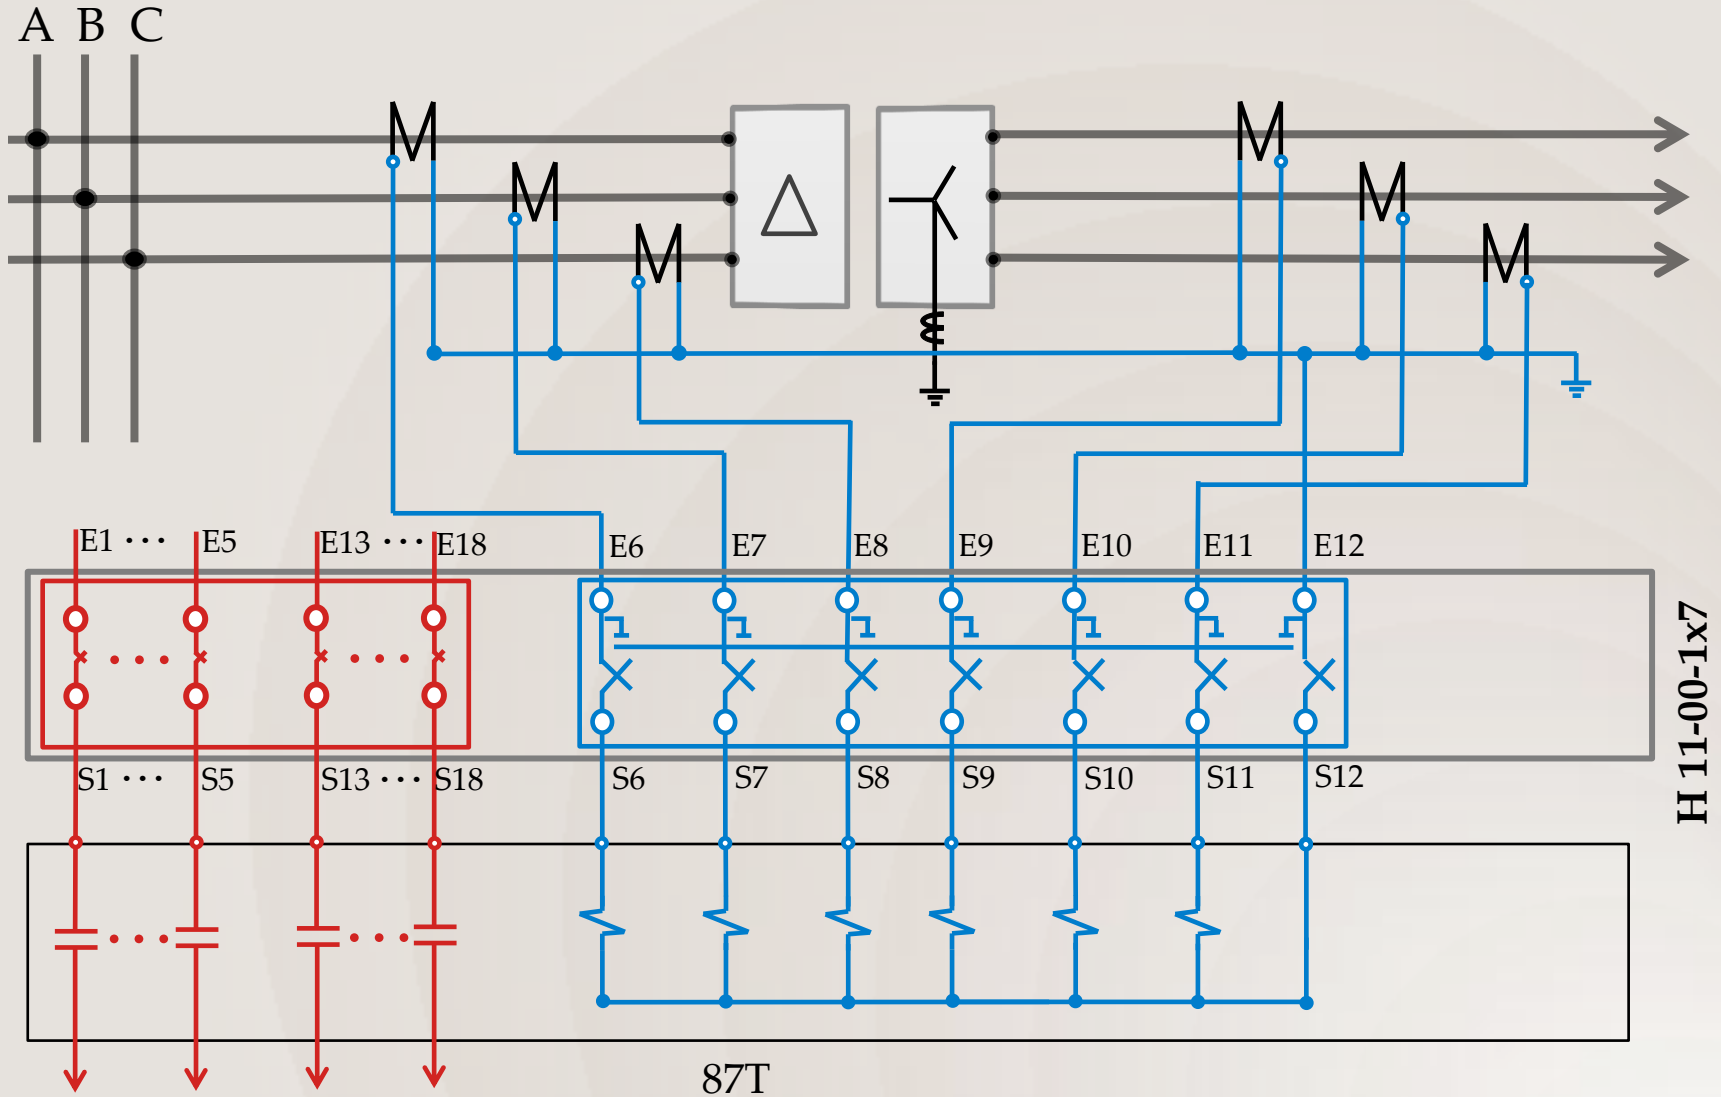 A B C
E1 ··· E5 E13 ··· E18 E6 E7 E8 E9 E10 E11 E12
H 11-00-1x7
S1 ··· S5 S13 ··· S18 S6 S7 S8 S9 S10 S11 S12
87T